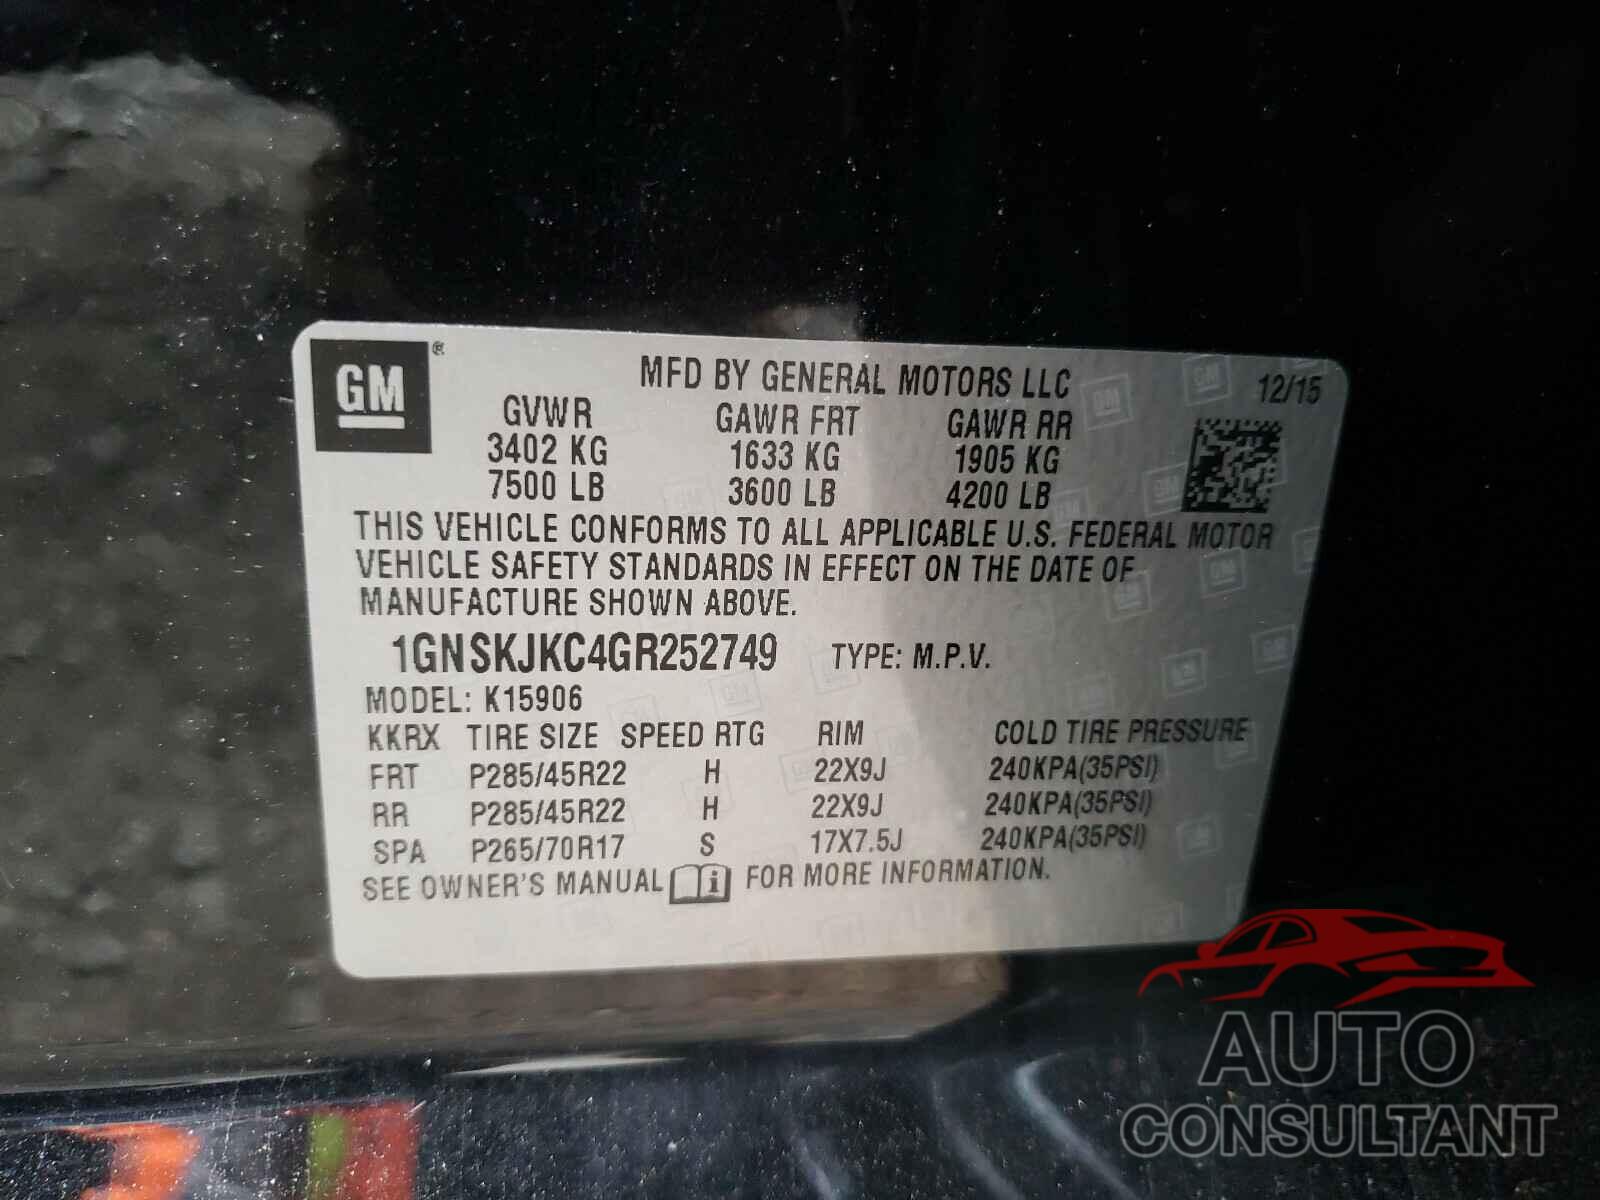 GM®
MFD BY GENERAL MOTORS LLC 12/15
GVWR GAWR FRT GAWR RR
3402 KG 1633 KG 1905 KG
7500 LB 3600 LB 4200 LB
THIS VEHICLE CONFORMS TO ALL APPLICABLE U.S. FEDERAL MOTOR
VEHICLE SAFETY STANDARDS IN EFFECT ON THE DATE OF
MANUFACTURE SHOWN ABOVE.
1GNSKJKC4GR252749 TYPE: M.P.V.
MODEL: K15906
KKRX TIRE SIZE SPEED RTG RIM COLD TIRE PRESSURE
FRT P285/45R22 H 22X9J 240KPA(35PSI)
RR P285/45R22 H 22X9J 240KPA(35PSI)
SPA P265/70R17 S 17X7.5J 240KPA(35PSI)
SEE OWNER'S MANUAL FOR MORE INFORMATION.
AUTO
CONSULTANT